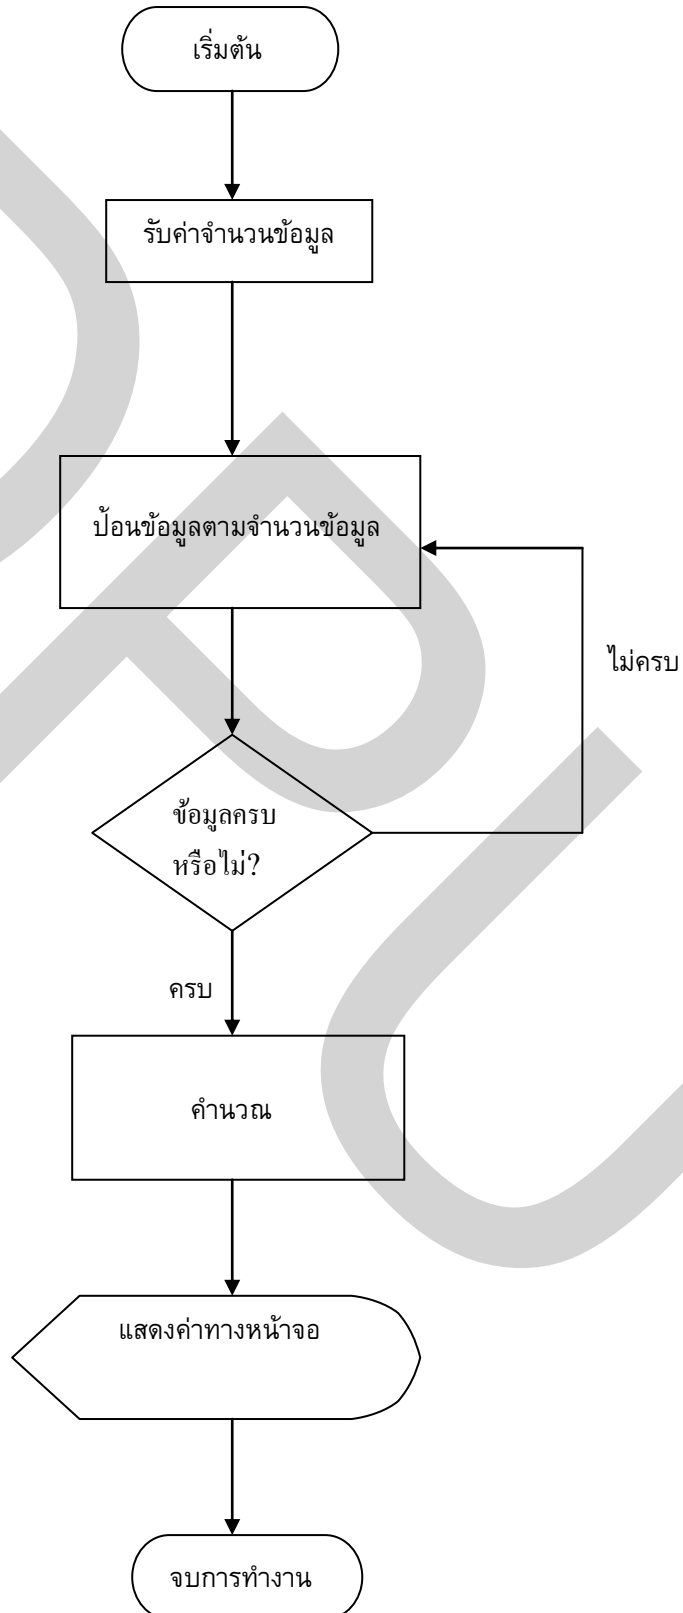 เริ่มต้น
รับค่าจำนวนข้อมูล
ป้อนข้อมูลตามจำนวนข้อมูล
ไม่ครบ
ข้อมูลครบ
หรือไม่?
ครบ
คำนวณ
แสดงค่าทางหน้าจอ
จบการทำงาน